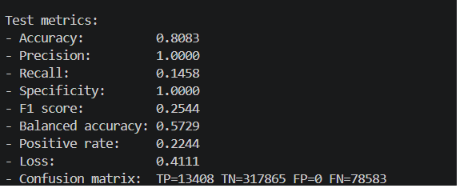 Test metrics:
- Accuracy: 0.8083
- Precision: 1.0000
- Recall: 0.1458
- Specificity: 1.0000
- F1 score: 0.2544
- Balanced accuracy: 0.5729
- Positive rate: 0.2244
- Loss: 0.4111
- Confusion matrix: TP=13408 TN=317865 FP=0 FN=78583